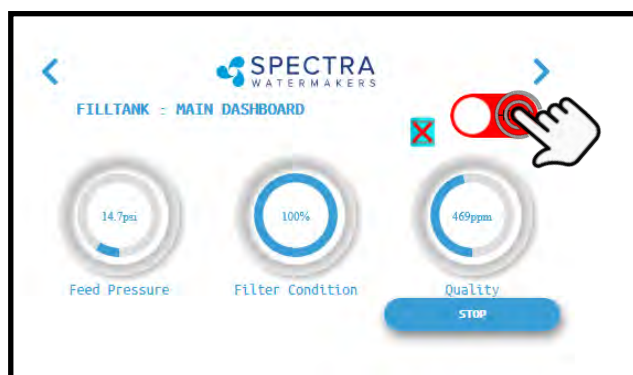 SPECTRA
WATERMAKERS
FILLTANK : MAIN DASHBOARD
14.7psi
100%
469ppm
Feed Pressure
Filter Condition
Quality
STOP